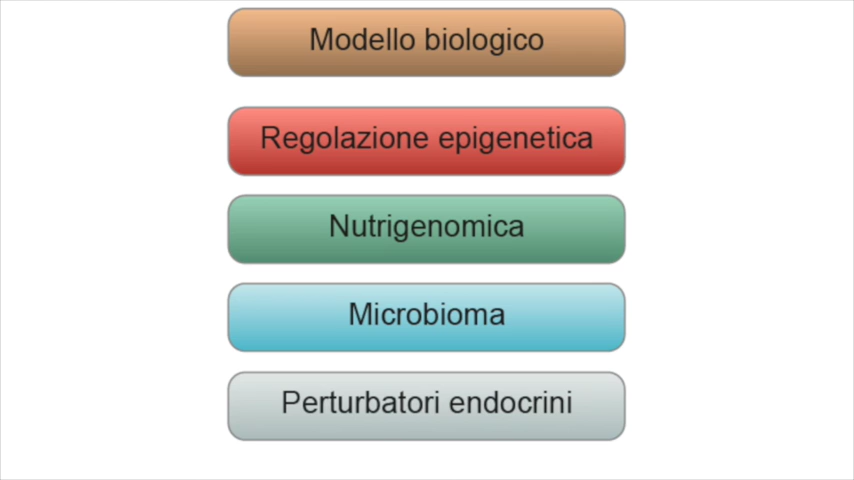 Modello biologico
Regolazione epigenetica
Nutrigenomica
Microbioma
Perturbatori endocrini